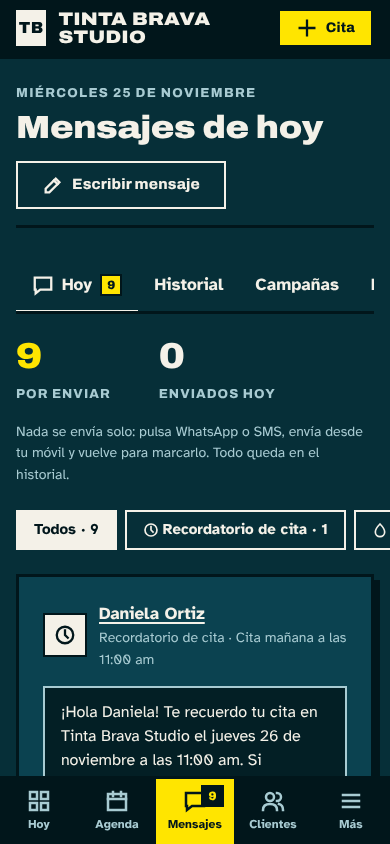 TB
TINTA BRAVA
STUDIO
Cita
MIÉRCOLES 25 DE NOVIEMBRE
Mensajes de hoy
Escribir mensaje
Hoy 9
Historial
Campañas
9
POR ENVIAR
0
ENVIADOS HOY
Nada se envía solo: pulsa WhatsApp o SMS, envía desde
tu móvil y vuelve para marcarlo. Todo queda en el
historial.
Todos · 9
Recordatorio de cita · 1
Daniela Ortiz
Recordatorio de cita · Cita mañana a las
11:00 am
¡Hola Daniela! Te recuerdo tu cita en
Tinta Brava Studio el jueves 26 de
noviembre a las 11:00 am. Si
Hoy
Agenda
9
Mensajes
Clientes
Más